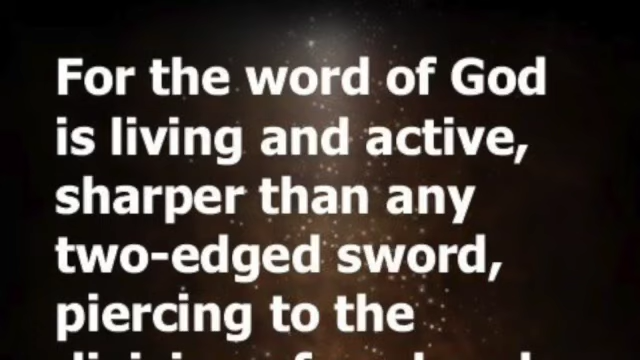 For the word of God
is living and active,
sharper than any
two-edged sword,
piercing to the